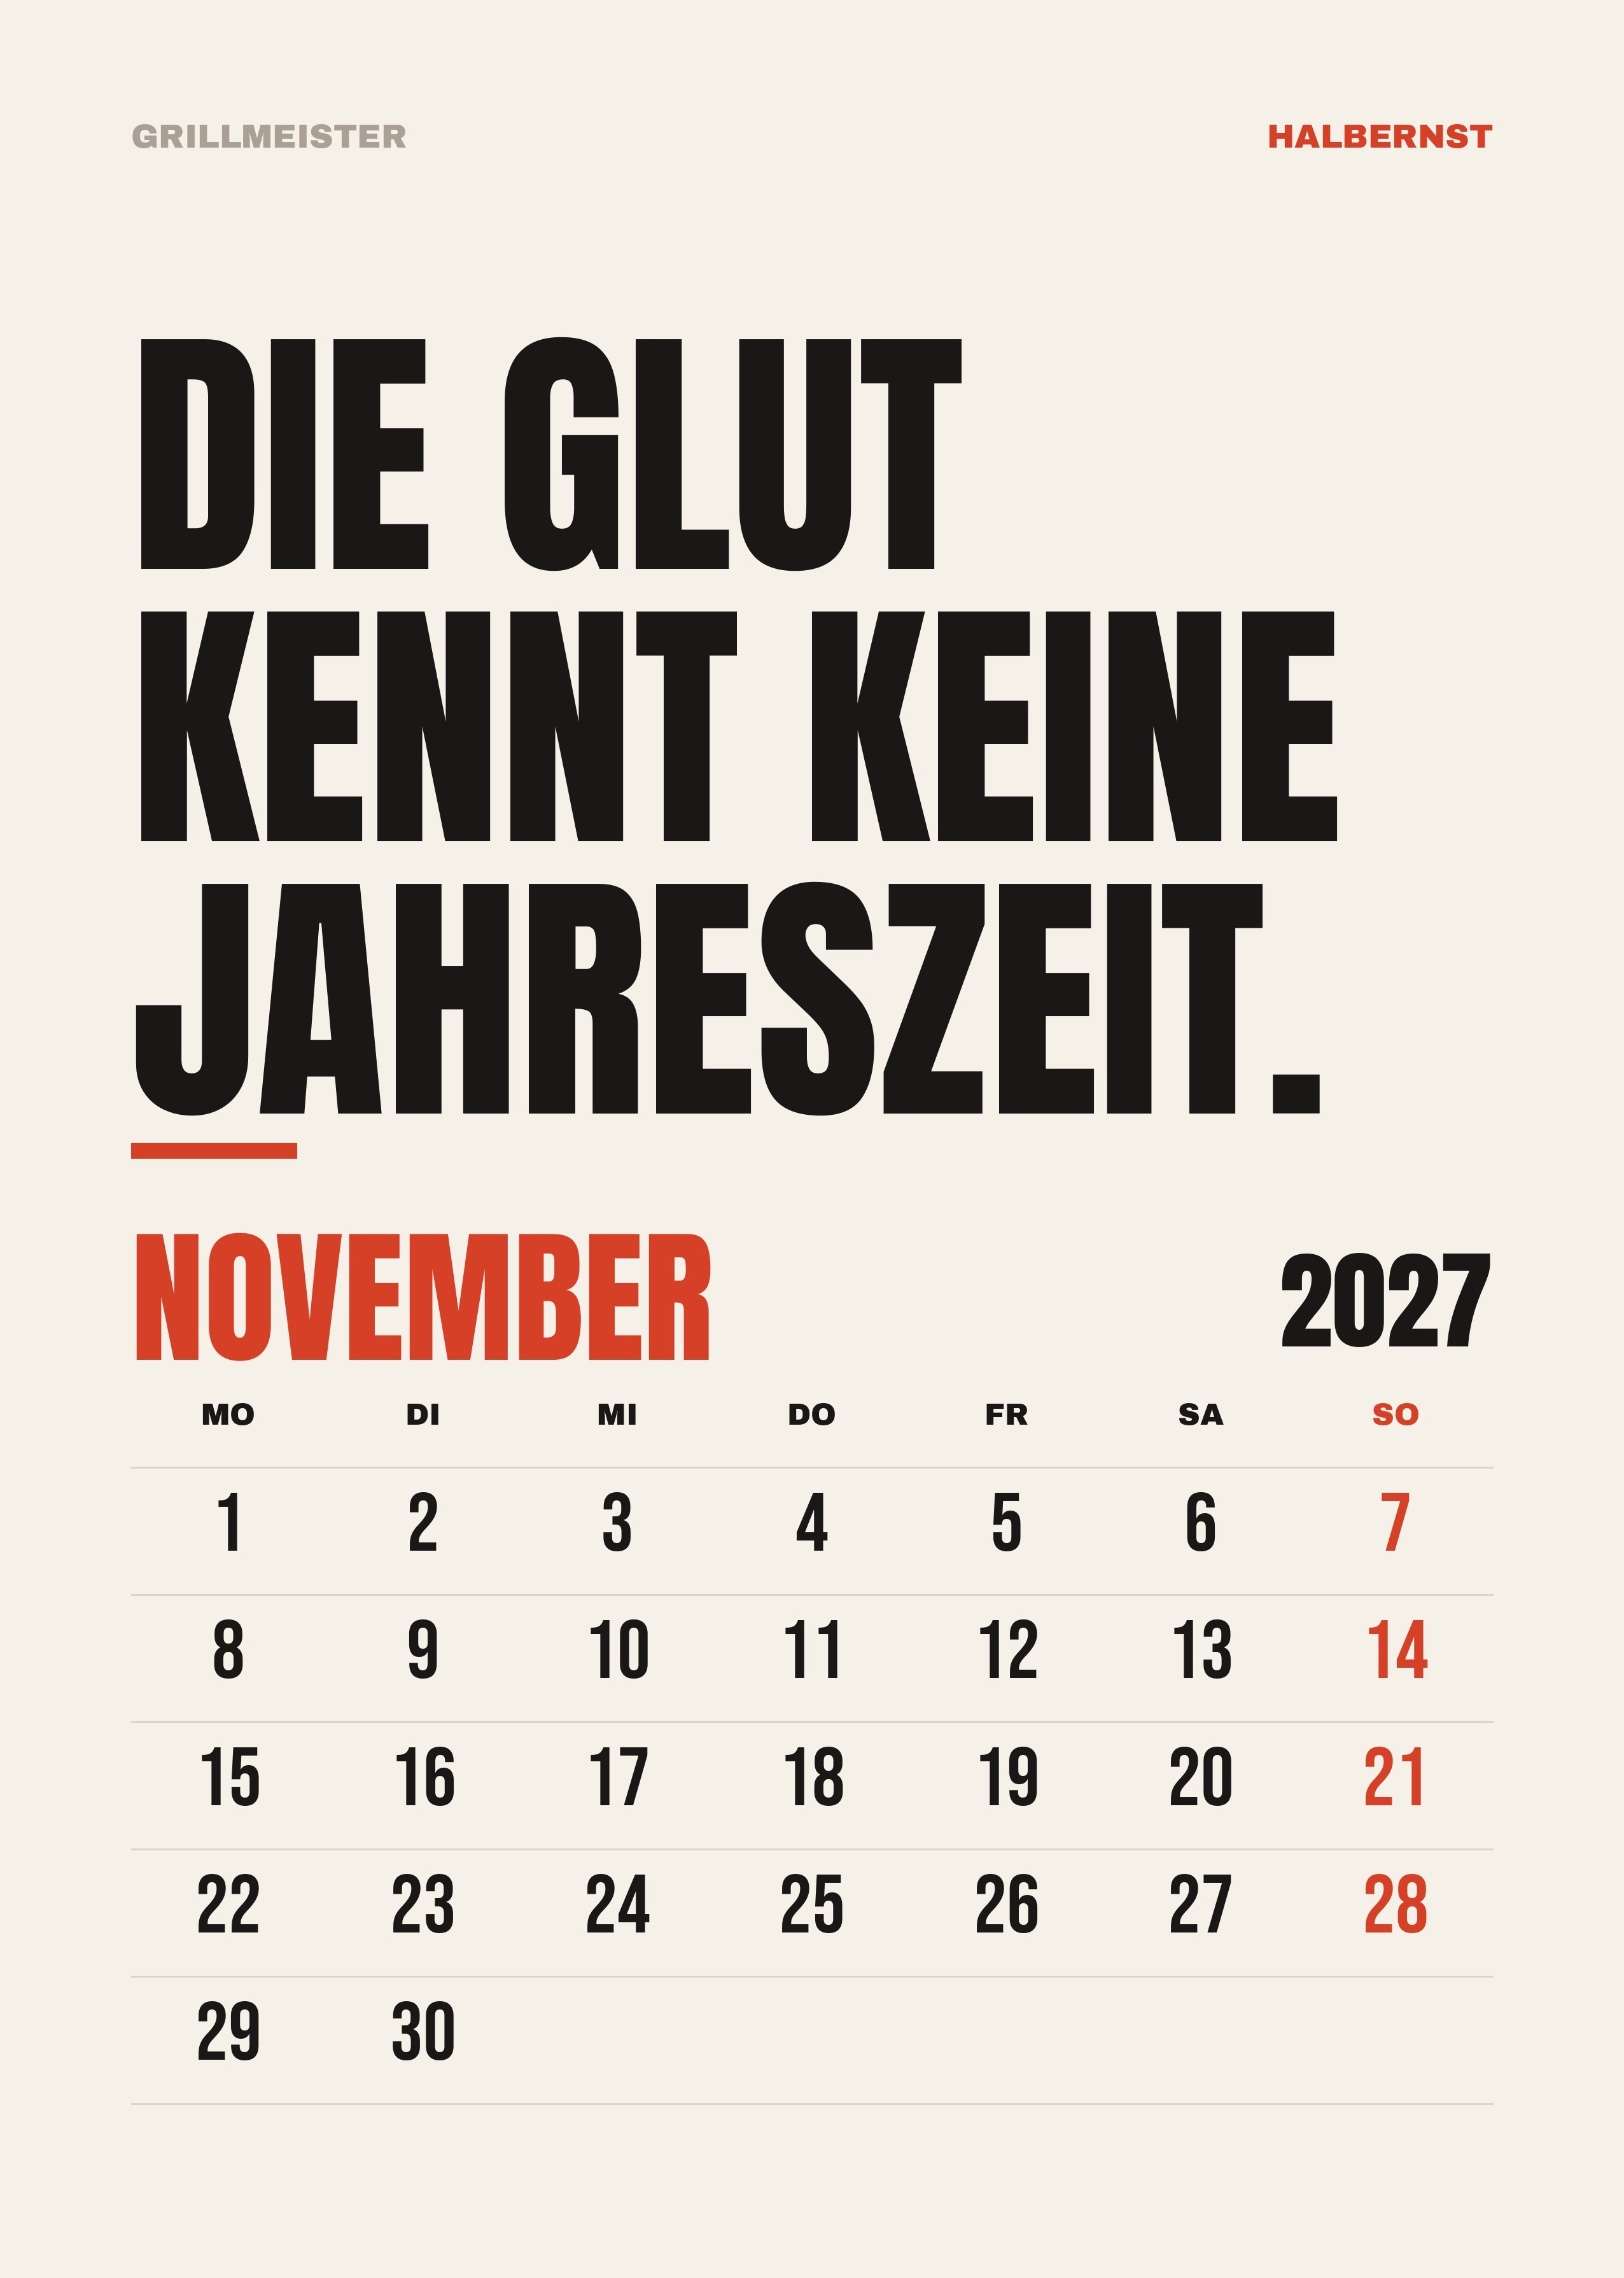 GRILLMEISTER HALBERNST
DIE GLUT
KENNT KEINE
JAHRESZEIT.
NOVEMBER 2027
MO DI MI DO FR SA SO
1 2 3 4 5 6 7
8 9 10 11 12 13 14
15 16 17 18 19 20 21
22 23 24 25 26 27 28
29 30